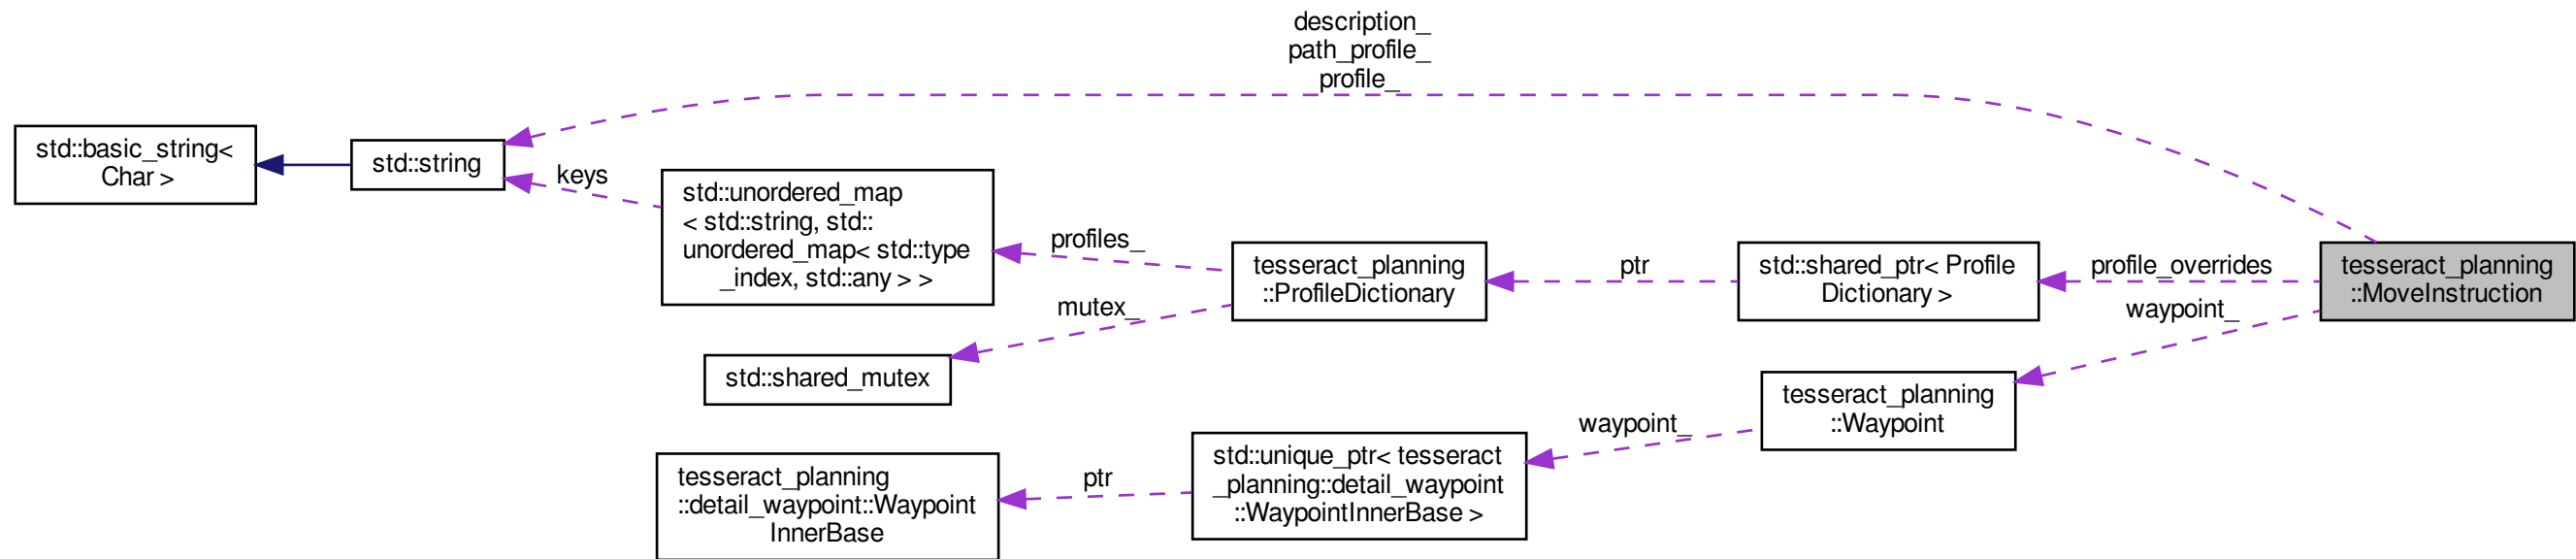 description_
path_profile_
profile_
std::basic_string<
Char >
std::string
keys
std::unordered_map
< std::string, std::
unordered_map< std::type
_index, std::any > >
profiles_
mutex_
std::shared_mutex
tesseract_planning
::ProfileDictionary
ptr
std::shared_ptr< Profile
Dictionary >
profile_overrides
tesseract_planning
::MoveInstruction
waypoint_
tesseract_planning
::Waypoint
waypoint_
std::unique_ptr< tesseract
_planning::detail_waypoint
::WaypointInnerBase >
ptr
tesseract_planning
::detail_waypoint::Waypoint
InnerBase